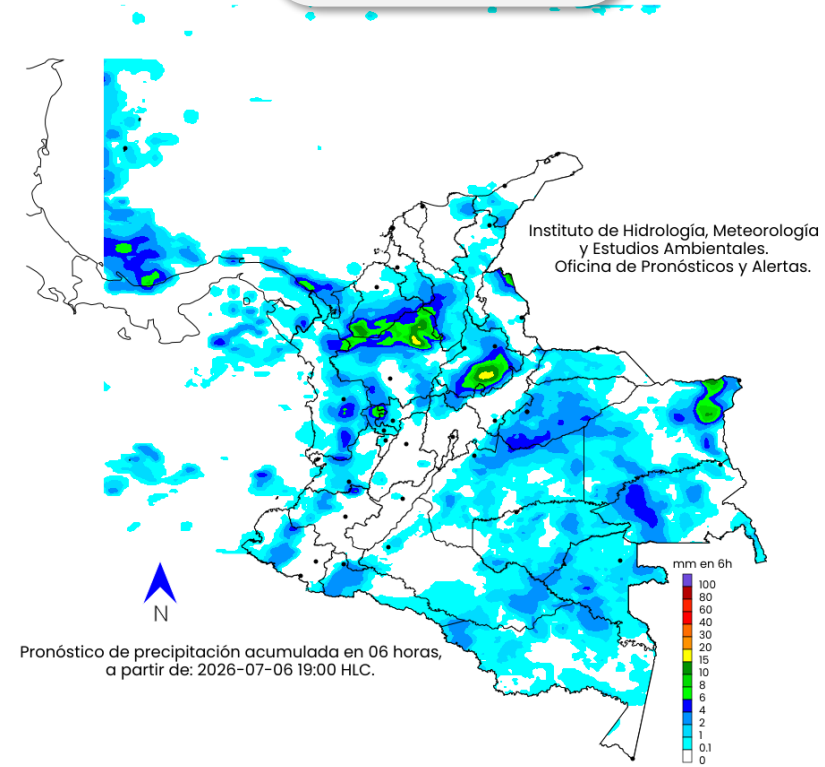 Instituto de Hidrología, Meteorología
y Estudios Ambientales.
Oficina de Pronósticos y Alertas.
mm en 6h
100
80
60
40
30
20
15
10
8
6
4
2
1
0.1
0
N
Pronóstico de precipitación acumulada en 06 horas,
a partir de: 2026-07-06 19:00 HLC.